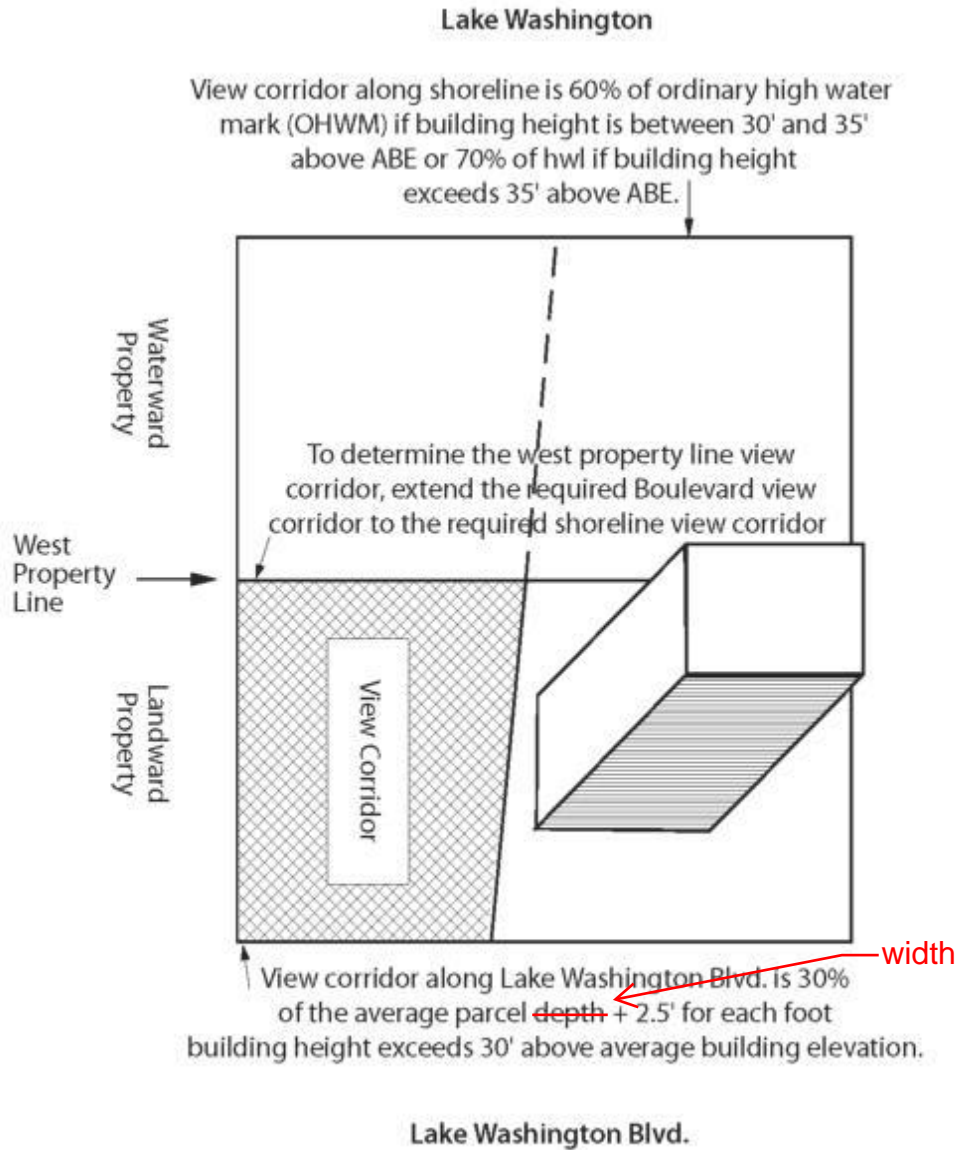 Lake Washington
View corridor along shoreline is 60% of ordinary high water
mark (OHWM) if building height is between 30' and 35'
above ABE or 70% of hwl if building height
exceeds 35' above ABE.
Waterward
Property
To determine the west property line view
corridor, extend the required Boulevard view
corridor to the required shoreline view corridor
West
Property
Line
Landward
Property
View Corridor
width
View corridor along Lake Washington Blvd. is 30%
of the average parcel depth + 2.5' for each foot
building height exceeds 30' above average building elevation.
Lake Washington Blvd.